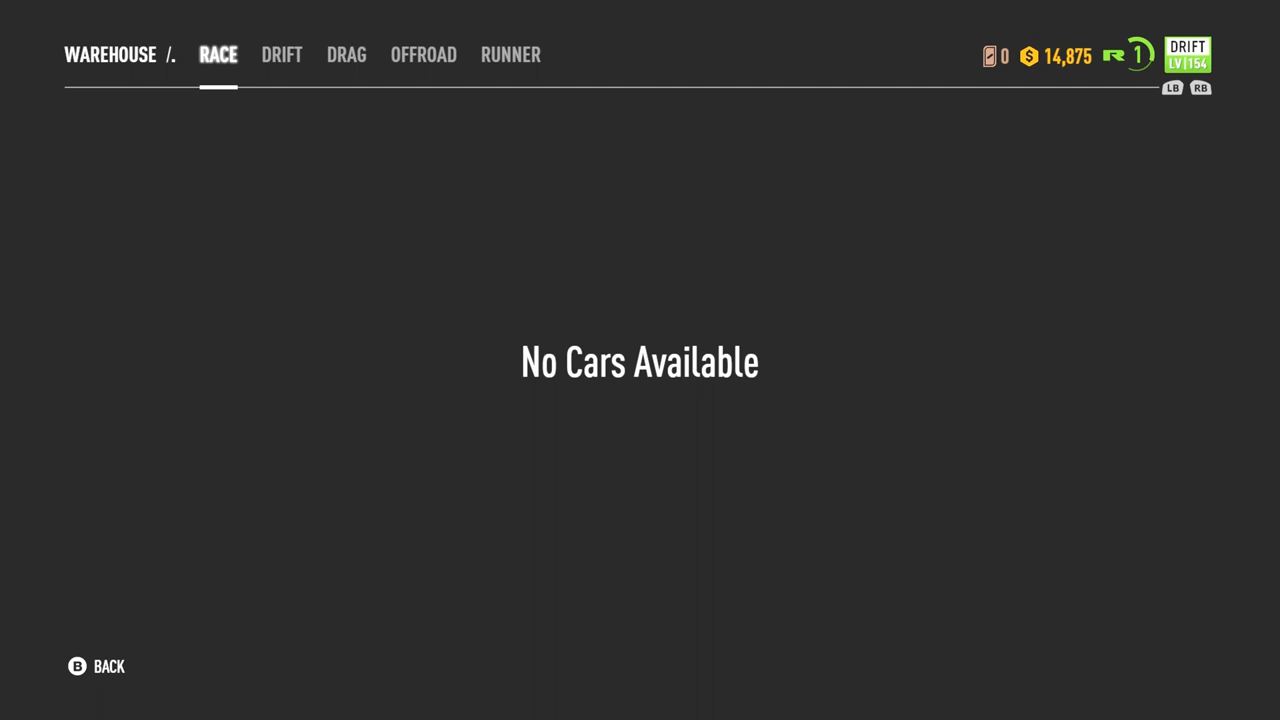 WAREHOUSE /. RACE DRIFT DRAG OFFROAD RUNNER 0 14,875 R 1 DRIFT
LV|154
LB RB
No Cars Available
B BACK